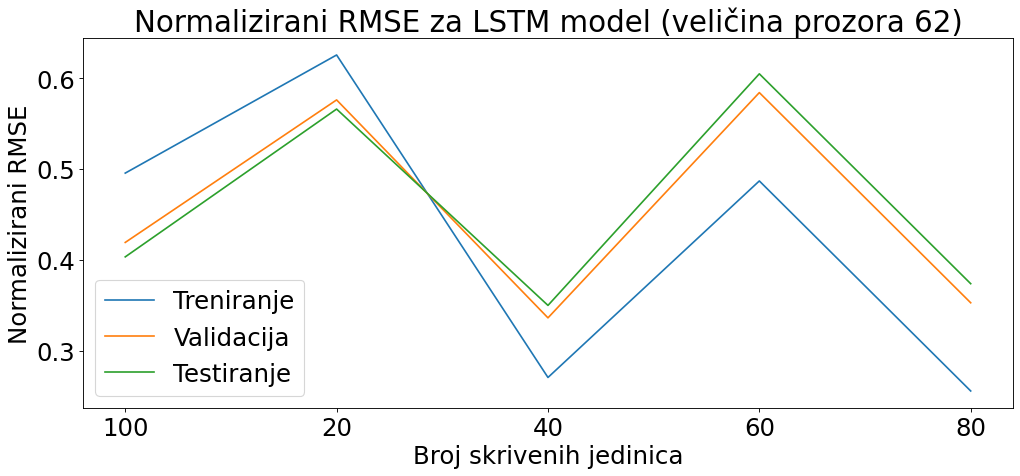 Normalizirani RMSE za LSTM model (veličina prozora 62)
Normalizirani RMSE
0.6
0.5
0.4
0.3
Treniranje
Validacija
Testiranje
100 20 40 60 80
Broj skrivenih jedinica